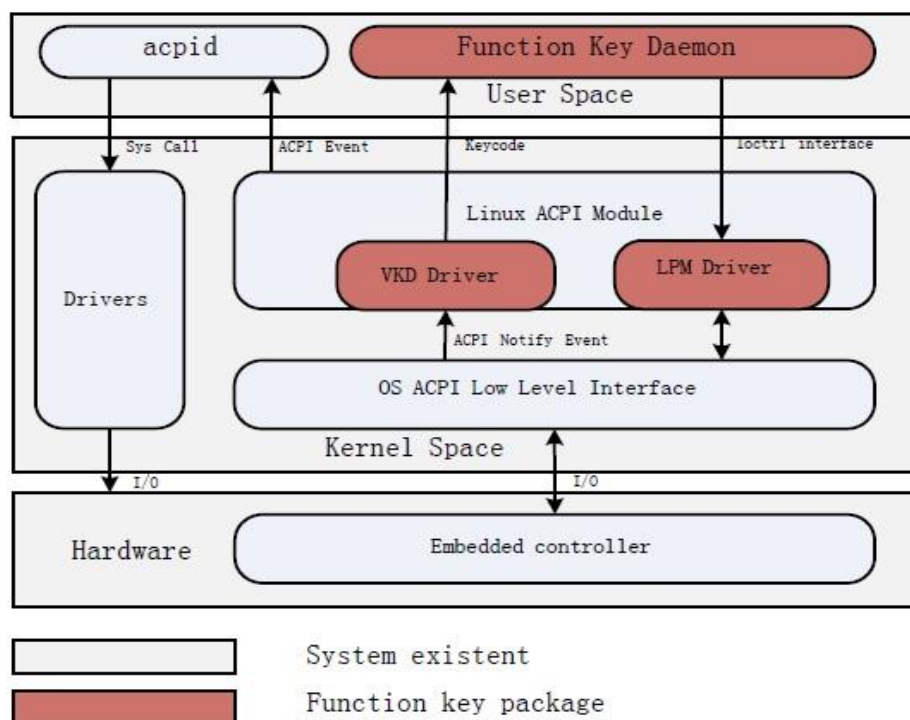 acpid
Function Key Daemon
User Space
Sys Call
ACPI Event
Keycode
Ioctrl interface
Linux ACPI Module
VKD Driver
LPM Driver
Drivers
ACPI Notify Event
OS ACPI Low Level Interface
Kernel Space
I/O
I/O
Hardware
Embedded controller
System existent
Function key package